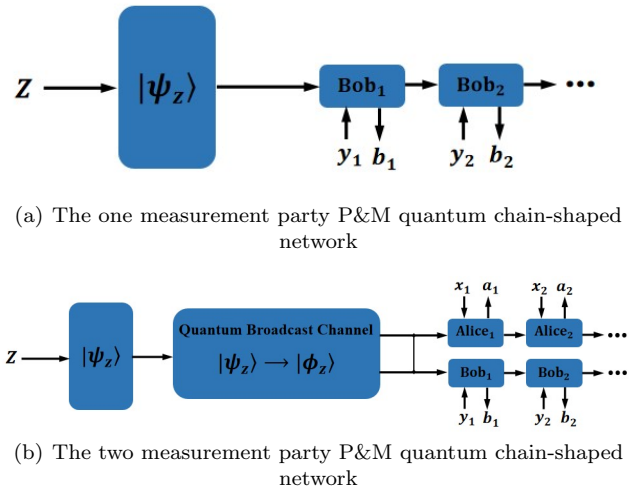 Z |ψz⟩ Bob1 Bob2 ···
y1 b1 y2 b2
(a) The one measurement party P&M quantum chain-shaped
network
x1 a1 x2 a2
Quantum Broadcast Channel Alice1 Alice2 ···
Z |ψz⟩ |ψz⟩ ⟶ |ϕz⟩
Bob1 Bob2 ···
y1 b1 y2 b2
(b) The two measurement party P&M quantum chain-shaped
network